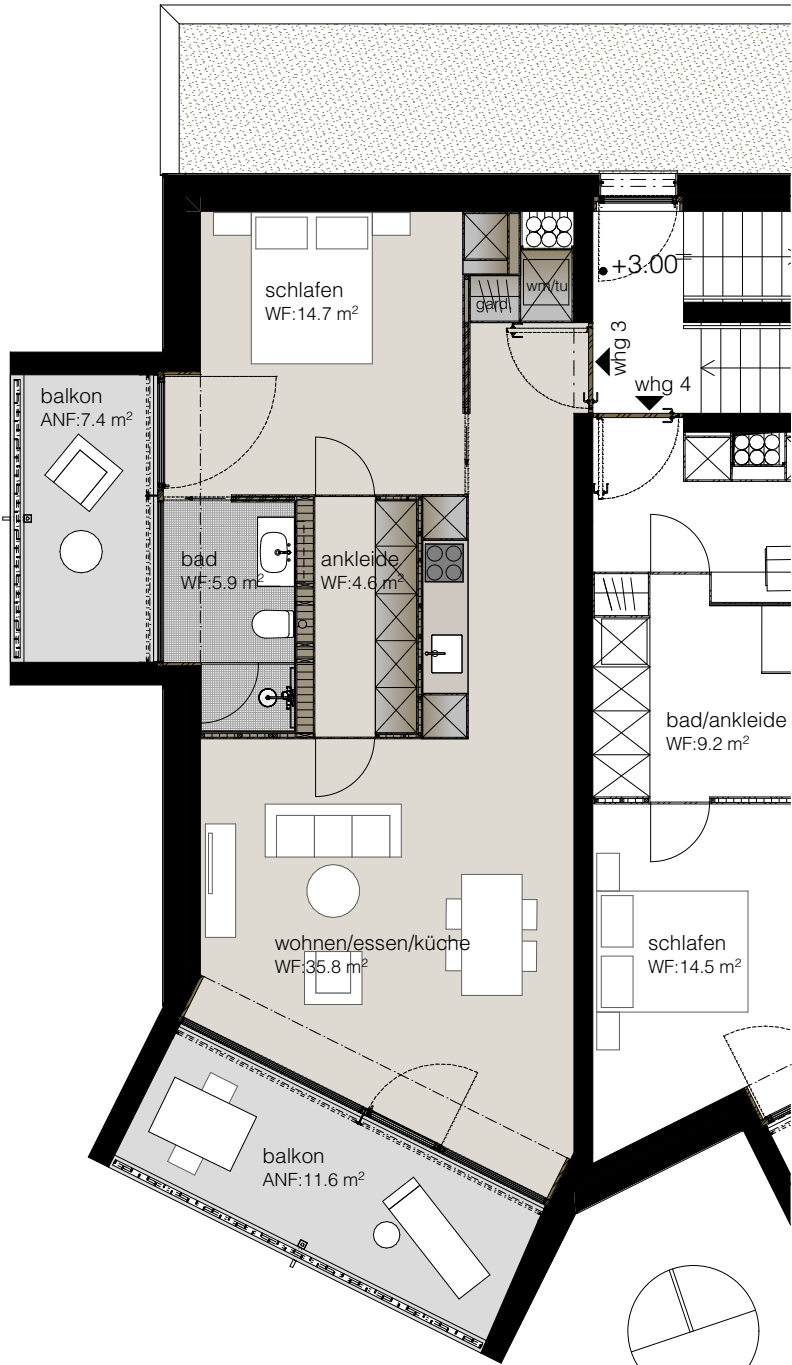 +3.00
schlafen
WF:14.7 m²
wm/tu
gard.
whg 3
whg 4
balkon
ANF:7.4 m²
bad
WF:5.9 m²
ankleide
WF:4.6 m²
bad/ankleide
WF:9.2 m²
wohnen/essen/küche
WF:35.8 m²
schlafen
WF:14.5 m²
balkon
ANF:11.6 m²